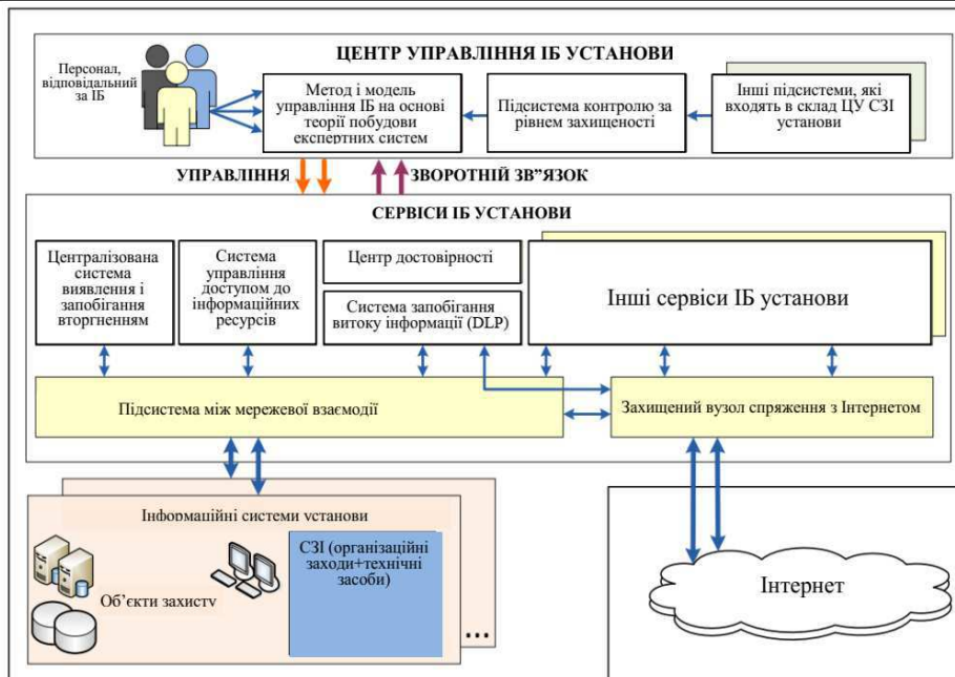 ЦЕНТР УПРАВЛІННЯ ІБ УСТАНОВИ
Персонал,
відповідальний
за ІБ
Метод і модель
управління ІБ на основі
теорії побудови
експертних систем
Підсистема контролю за
рівнем захищеності
Інші підсистеми, які
входять в склад ЦУ СЗІ
установи
УПРАВЛІННЯ
ЗВОРОТНІЙ ЗВ"ЯЗОК
СЕРВІСИ ІБ УСТАНОВИ
Централізована
система
виявлення і
запобігання
вторгненням
Система
управління
доступом до
інформаційних
ресурсів
Центр достовірності
Система запобігання
витоку інформації (DLP)
Інші сервіси ІБ установи
Підсистема між мережевої взаємодії
Захищений вузол спряження з Інтернетом
Інформаційні системи установи
СЗІ (організаційні
заходи+технічні
засоби)
Об’єкти захисту
...
Інтернет